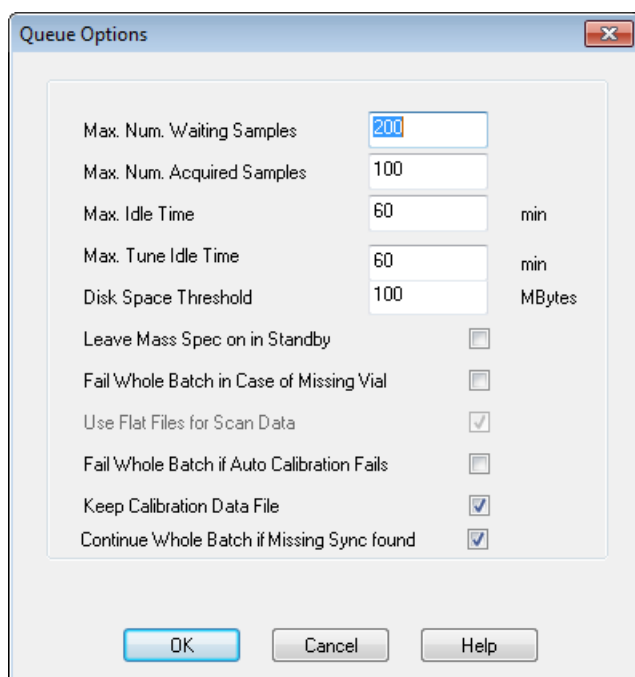 Queue Options
Max. Num. Waiting Samples 200
Max. Num. Acquired Samples 100
Max. Idle Time 60 min
Max. Tune Idle Time 60 min
Disk Space Threshold 100 MBytes
Leave Mass Spec on in Standby
Fail Whole Batch in Case of Missing Vial
Use Flat Files for Scan Data
Fail Whole Batch if Auto Calibration Fails
Keep Calibration Data File
Continue Whole Batch if Missing Sync found
OK Cancel Help